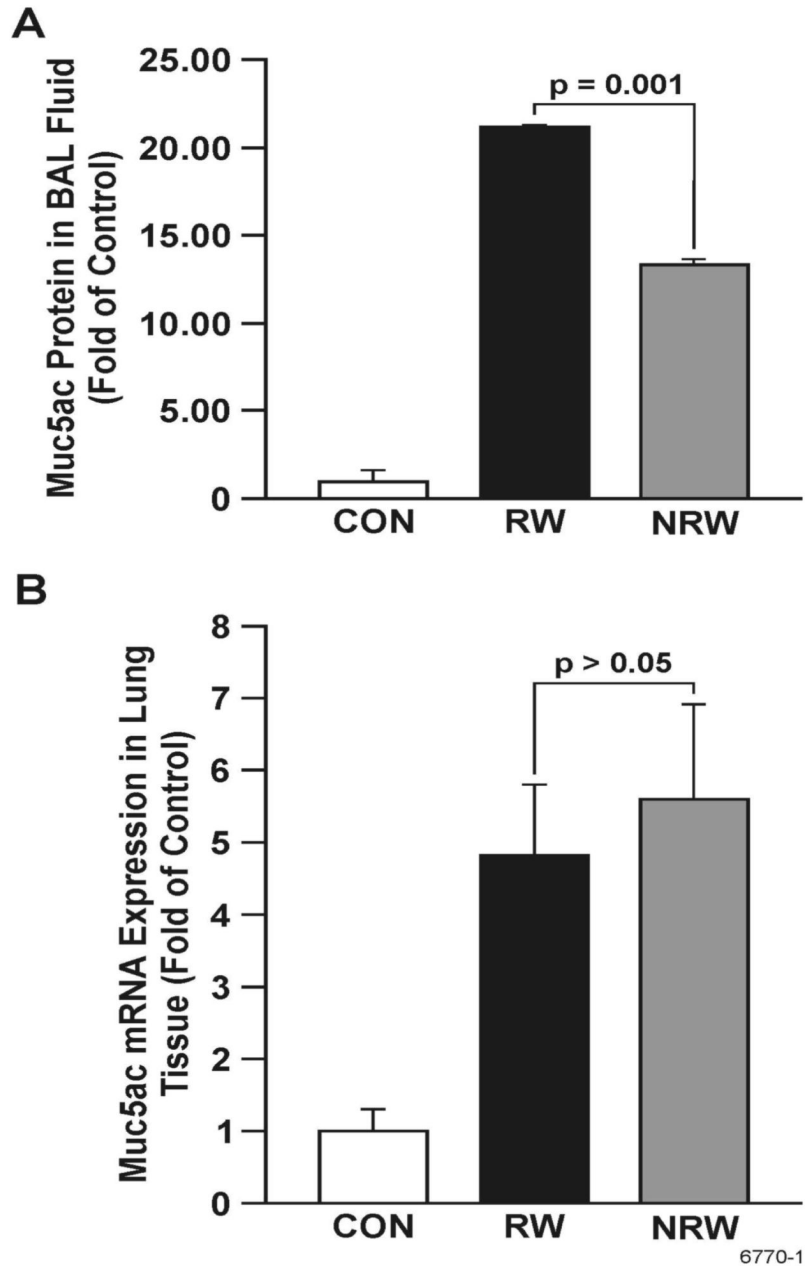 A
Muc5ac Protein in BAL Fluid
(Fold of Control)
25.00
20.00
15.00
10.00
5.00
0
p = 0.001
CON
RW
NRW
B
Muc5ac mRNA Expression in Lung
Tissue (Fold of Control)
8
7
6
5
4
3
2
1
0
p > 0.05
CON
RW
NRW
6770-1